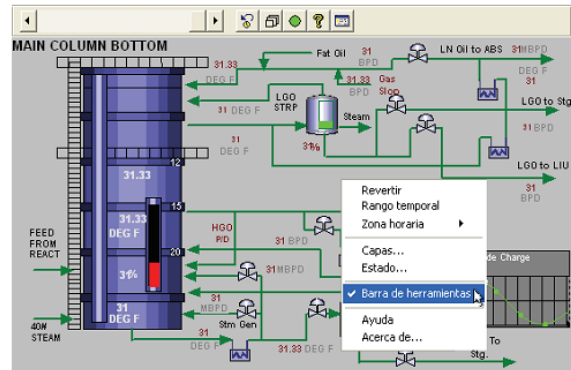 MAIN COLUMN BOTTOM
Fat Oil
31
BPD
LN Oil to ABS
31MBPD
DEG F
31
31.33
DEG F
31.33
BPD
Gas
Slop
LGO
STRP
Steam
LGO to Stg
31 DEG F
31 BPD
31
DEG F
31%
LGO to LIU
31
BPD
12
31.33
15
31.33
DEG F
20
31%
31
DEG F
FEED
FROM
REACT
40#
STEAM
HGO
P/D
31 BPD
31MBPD
31
MBPD
Stm Gen
31
DEG F
31.33 DEG F
Revertir
Rango temporal
Zona horaria
Capas...
Estado...
Barra de herramientas
Ayuda
Acerca de...
de Charge
To
Stg.